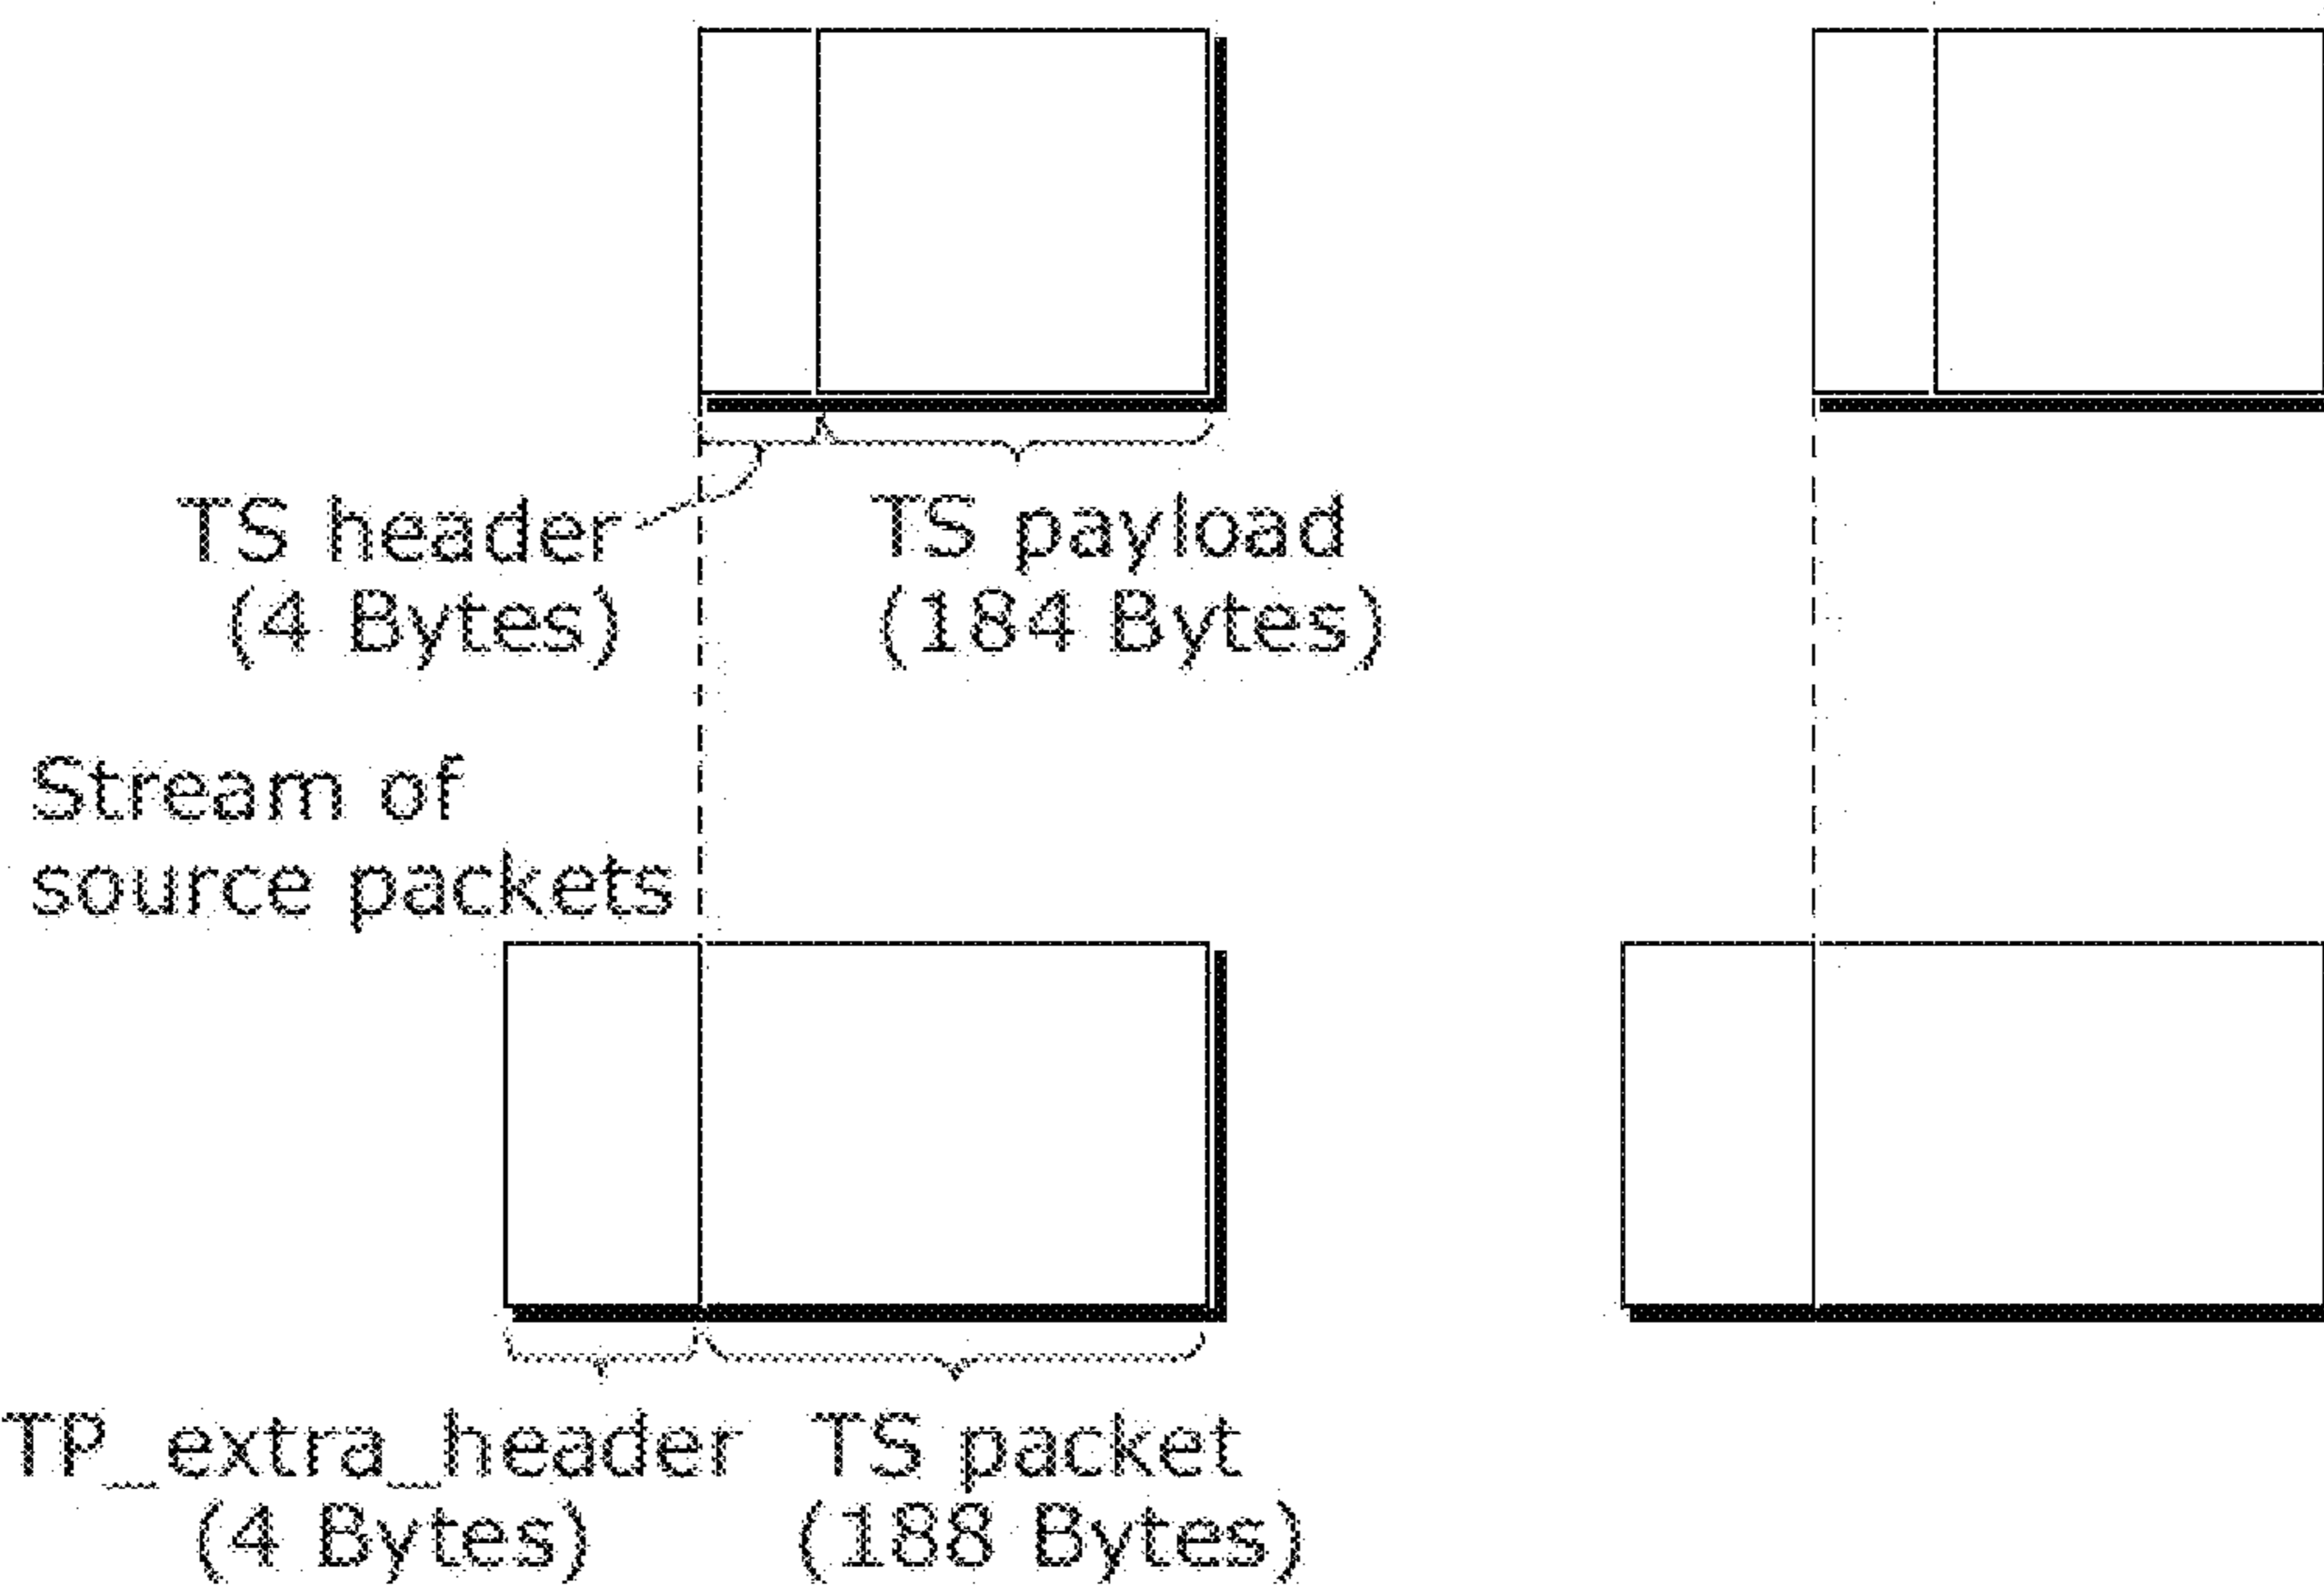 TS header
(4 Bytes)
TS payload
(184 Bytes)
Stream of
source packets
TP_extra_header
(4 Bytes)
TS packet
(188 Bytes)